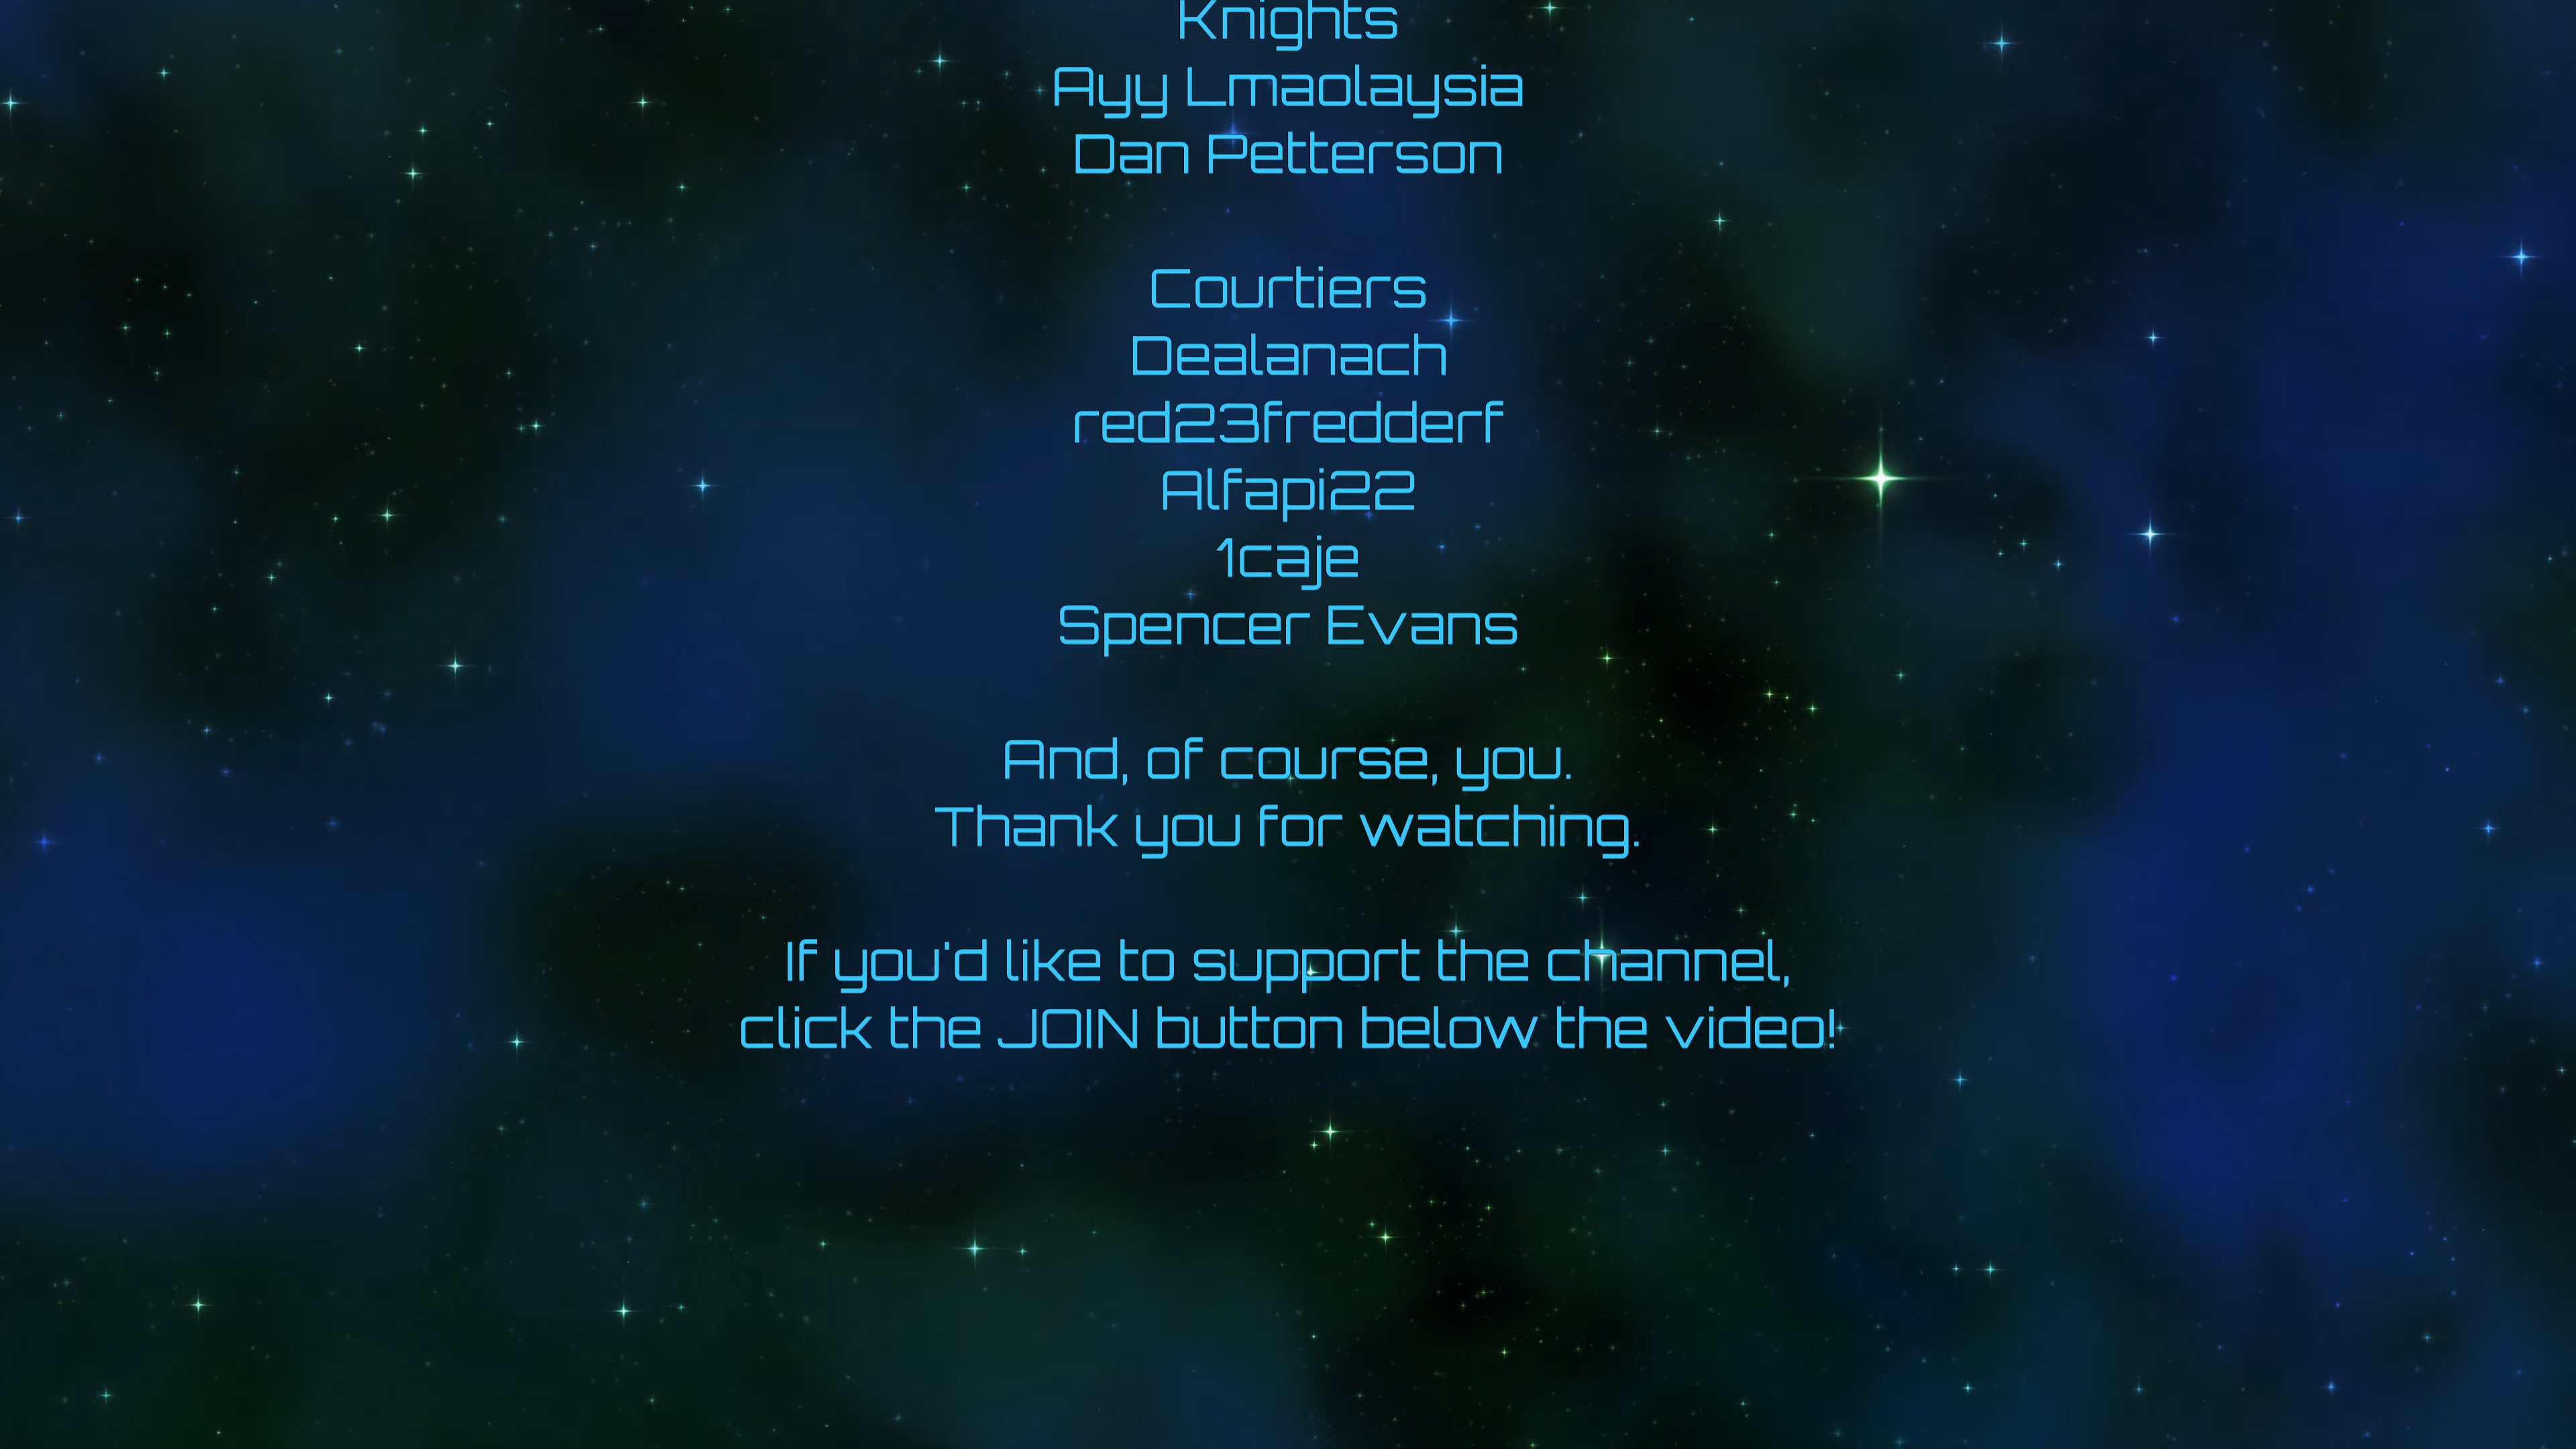 Knights
Ayy Lmaolaysia
Dan Petterson
Courtiers
Dealanach
red23fredderf
Alfapi22
1caje
Spencer Evans
And, of course, you.
Thank you for watching.
If you'd like to support the channel,
click the JOIN button below the video!